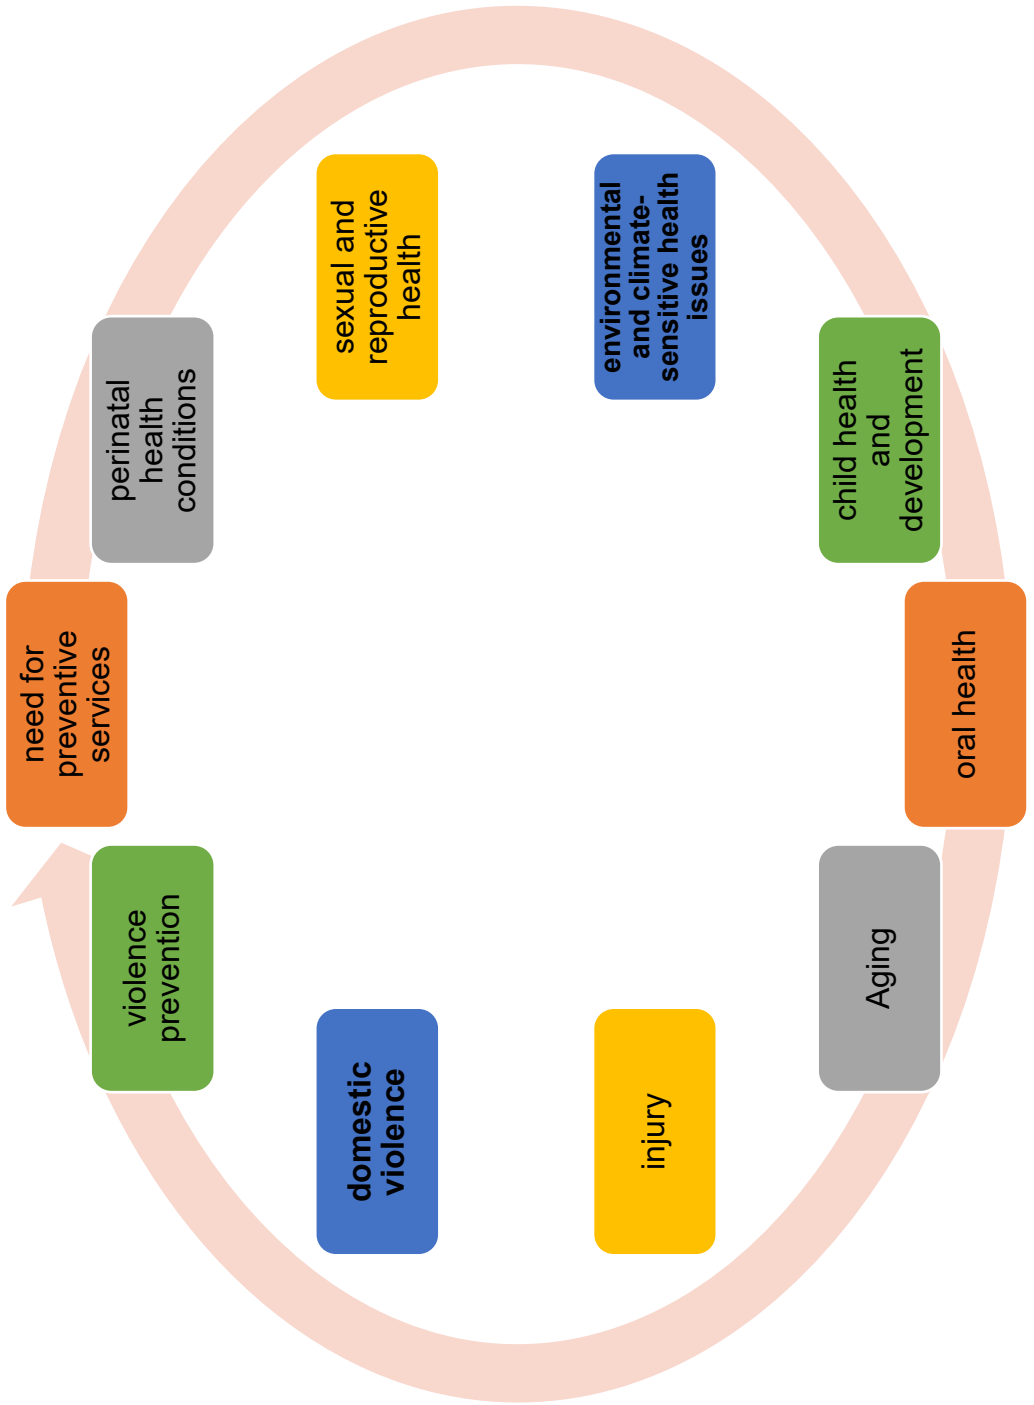 need for
preventive
services
perinatal
health
conditions
sexual and
reproductive
health
environmental
and climate-
sensitive health
issues
child health
and
development
oral health
Aging
injury
domestic
violence
violence
prevention